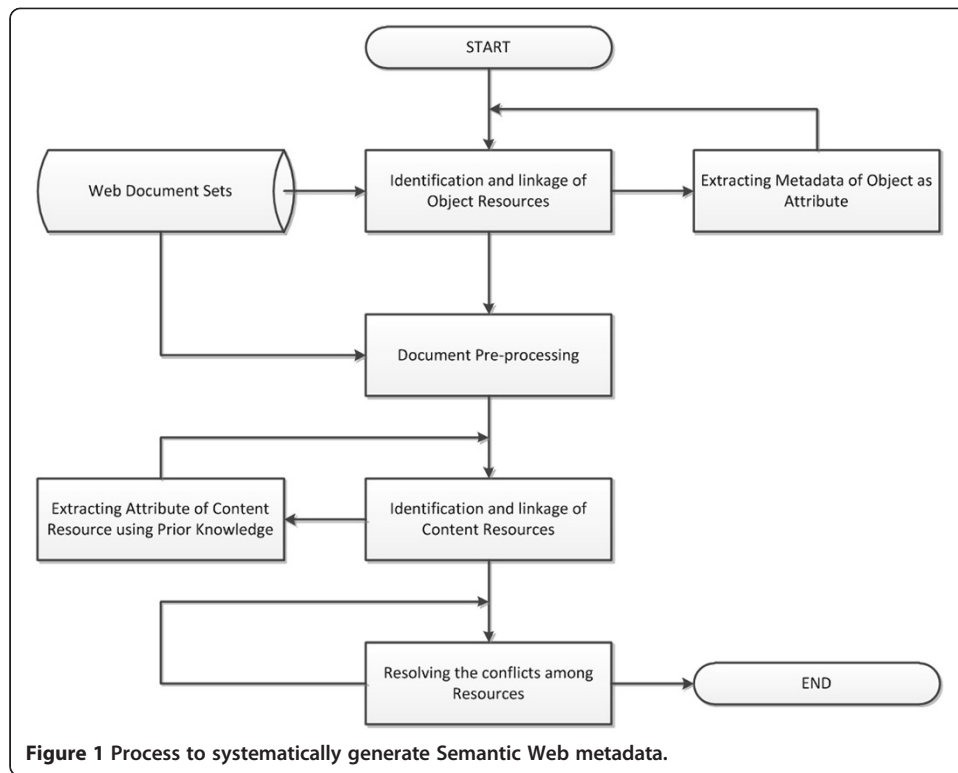 START
Web Document Sets
Identification and linkage of
Object Resources
Extracting Metadata of Object as
Attribute
Document Pre-processing
Extracting Attribute of Content
Resource using Prior Knowledge
Identification and linkage of
Content Resources
Resolving the conflicts among
Resources
END
Figure 1 Process to systematically generate Semantic Web metadata.